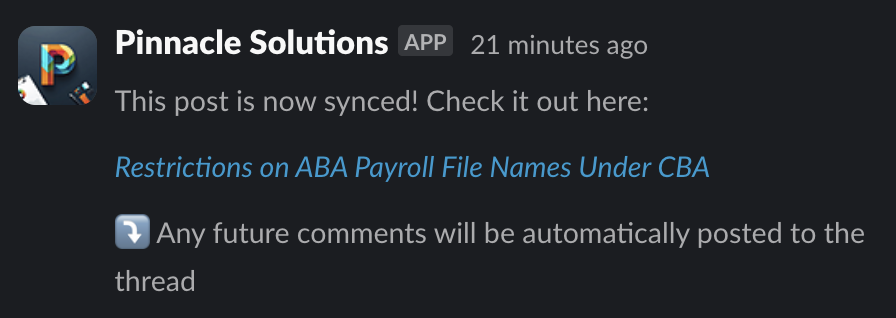 Pinnacle Solutions APP 21 minutes ago
This post is now synced! Check it out here:
Restrictions on ABA Payroll File Names Under CBA
⤵️ Any future comments will be automatically posted to the
thread